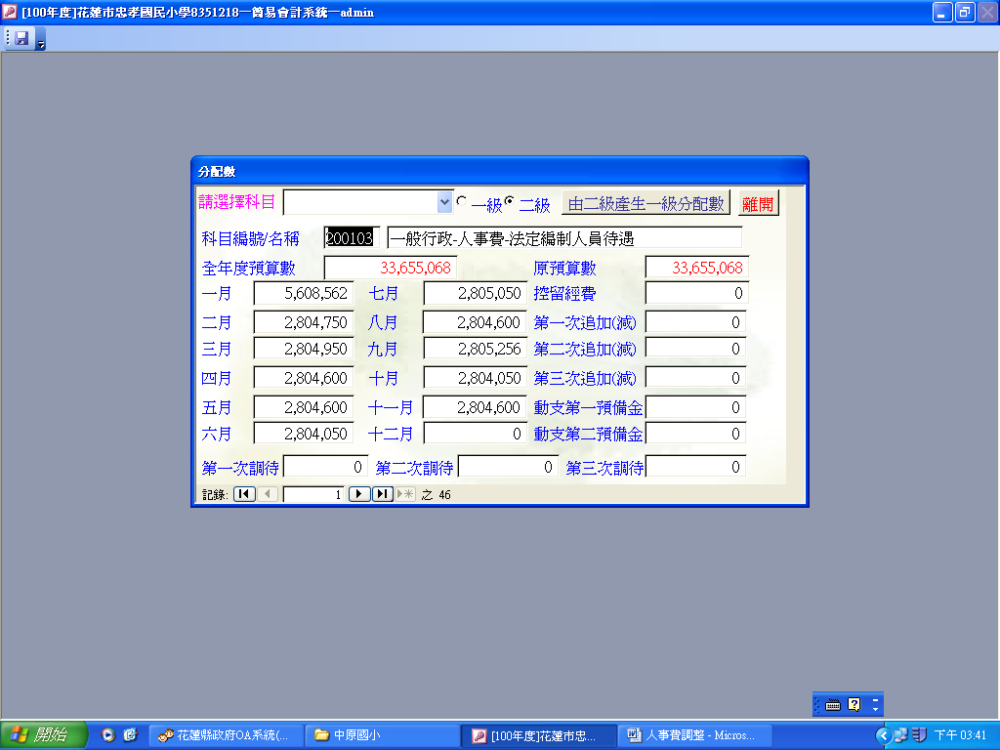 [100年度]花蓮市忠孝國民小學8351218—簡易會計系統—admin
分配數
請選擇科目 一級 二級 由二級產生一級分配數 離開
科目編號/名稱 200103 一般行政-人事費-法定編制人員待遇
全年度預算數 33,655,068 原預算數 33,655,068
一月 5,608,562 七月 2,805,050 控留經費 0
二月 2,804,750 八月 2,804,600 第一次追加(減) 0
三月 2,804,950 九月 2,805,256 第二次追加(減) 0
四月 2,804,600 十月 2,804,050 第三次追加(減) 0
五月 2,804,600 十一月 2,804,600 動支第一預備金 0
六月 2,804,050 十二月 0 動支第二預備金 0
第一次調待 0 第二次調待 0 第三次調待 0
記錄: 1 之 46
開始 花蓮縣政府OA系統(... 中原國小 [100年度]花蓮市忠... 人事費調整 - Micros... 下午 03:41